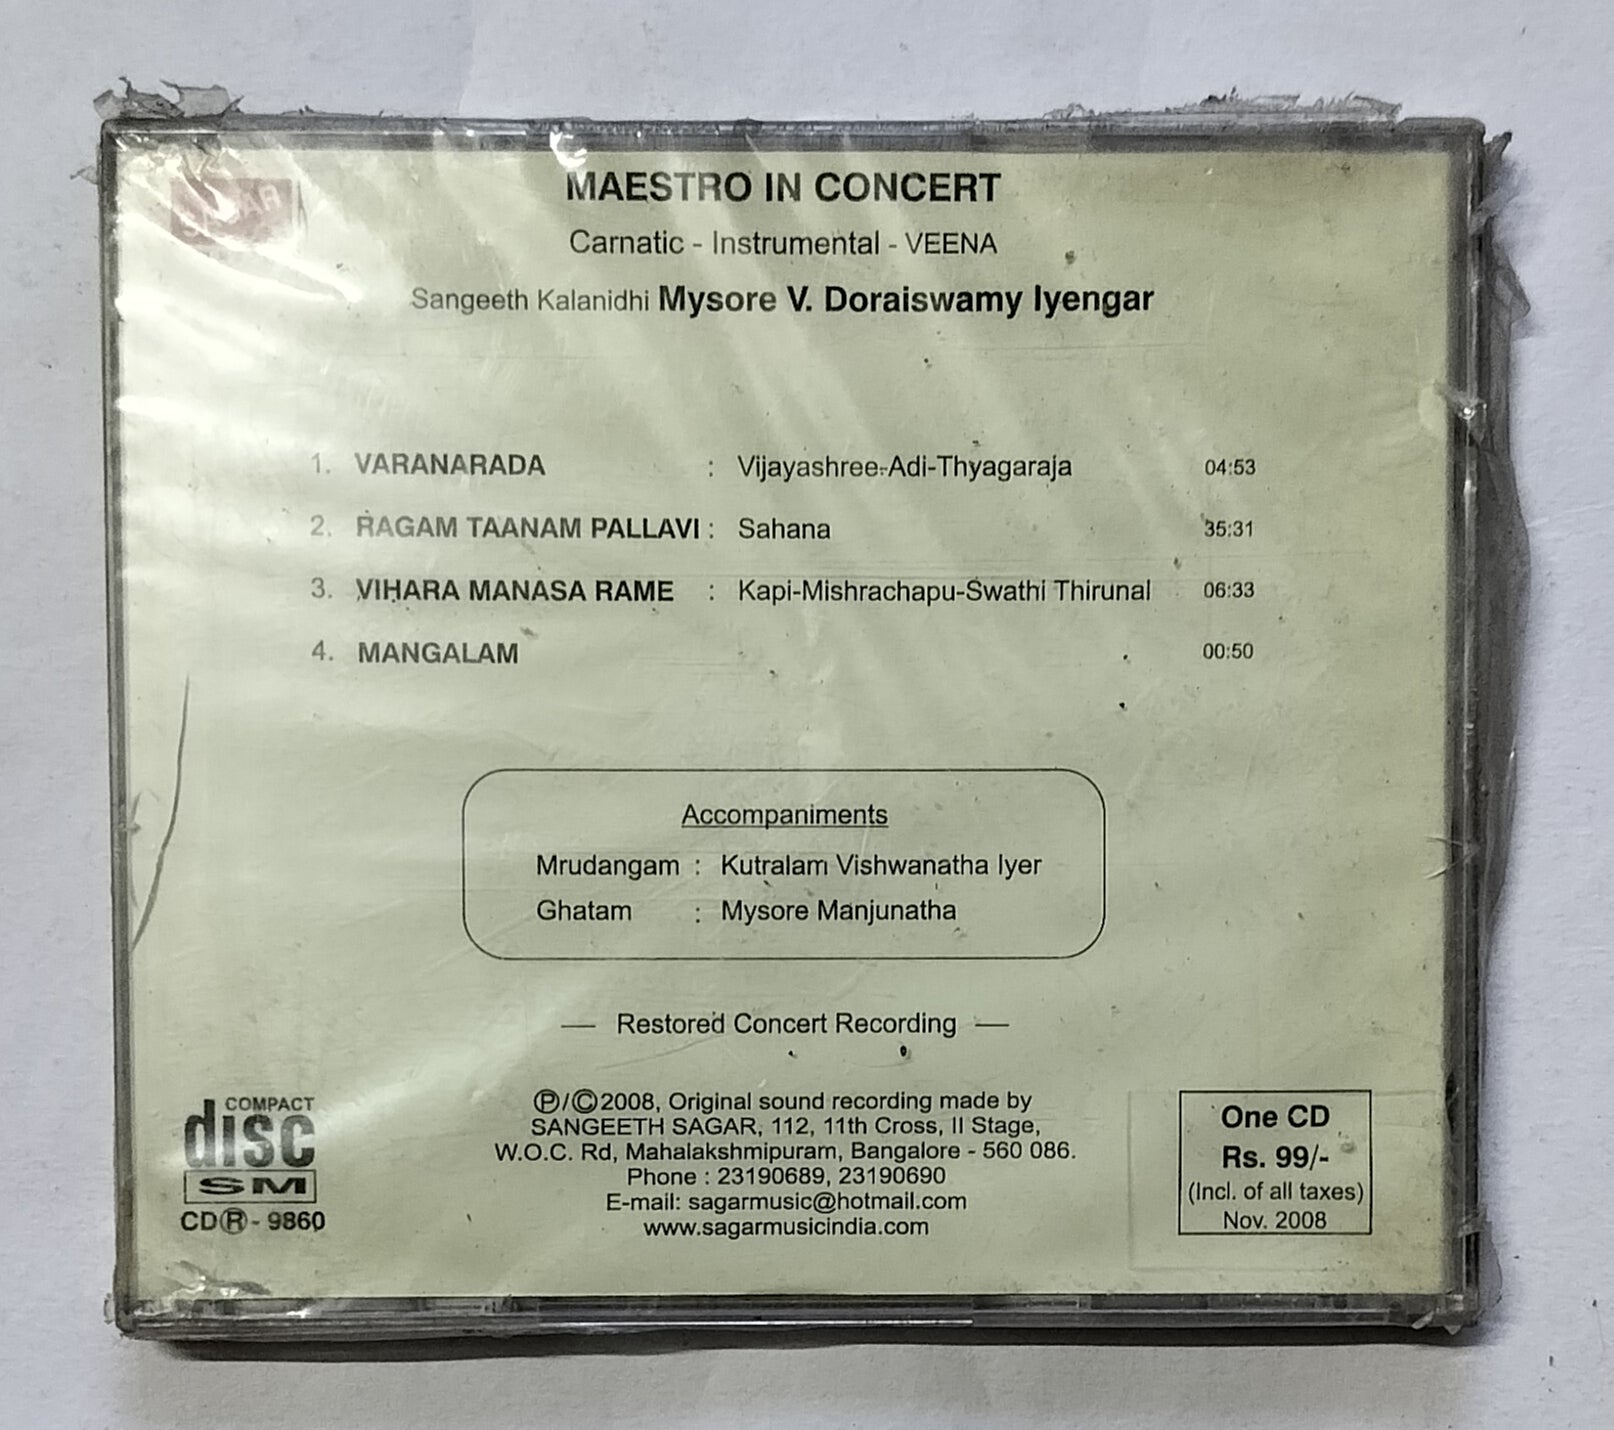 MAESTRO IN CONCERT
Carnatic - Instrumental - VEENA
Sangeeth Kalanidhi Mysore V. Doraiswamy Iyengar
1. VARANARADA : Vijayashree-Adi-Thyagaraja 04:53
2. RAGAM TAANAM PALLAVI : Sahana 35:31
3. VIHARA MANASA RAME : Kapi-Mishrachapu-Swathi Thirunal 06:33
4. MANGALAM 00:50
Accompaniments
Mrudangam : Kutralam Vishwanatha Iyer
Ghatam : Mysore Manjunatha
— Restored Concert Recording —
COMPACT
disc
SM
CDⓇ - 9860
Ⓟ/©2008, Original sound recording made by
SANGEETH SAGAR, 112, 11th Cross, II Stage,
W.O.C. Rd, Mahalakshmipuram, Bangalore - 560 086.
Phone : 23190689, 23190690
E-mail: sagarmusic@hotmail.com
www.sagarmusicindia.com
One CD
Rs. 99/-
(Incl. of all taxes)
Nov. 2008